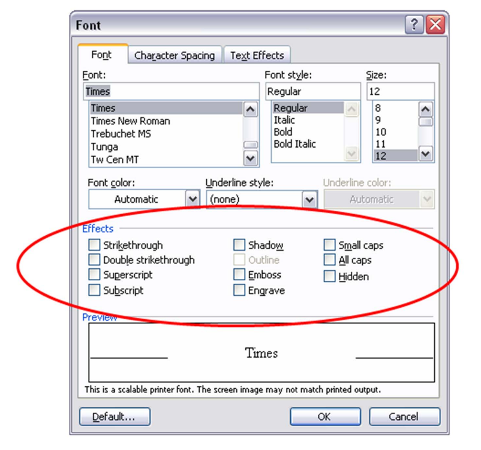 Font
Font Character Spacing Text Effects
Font: Font style: Size:
Times Regular 12
Times Regular 8
Times New Roman Italic 9
Trebuchet MS Bold 10
Tunga Bold Italic 11
Tw Cen MT 12
Font color: Underline style: Underline color:
Automatic (none) Automatic
Effects
Strikethrough Shadow Small caps
Double strikethrough Outline All caps
Superscript Emboss Hidden
Subscript Engrave
Preview
Times
This is a scalable printer font. The screen image may not match printed output.
Default... OK Cancel